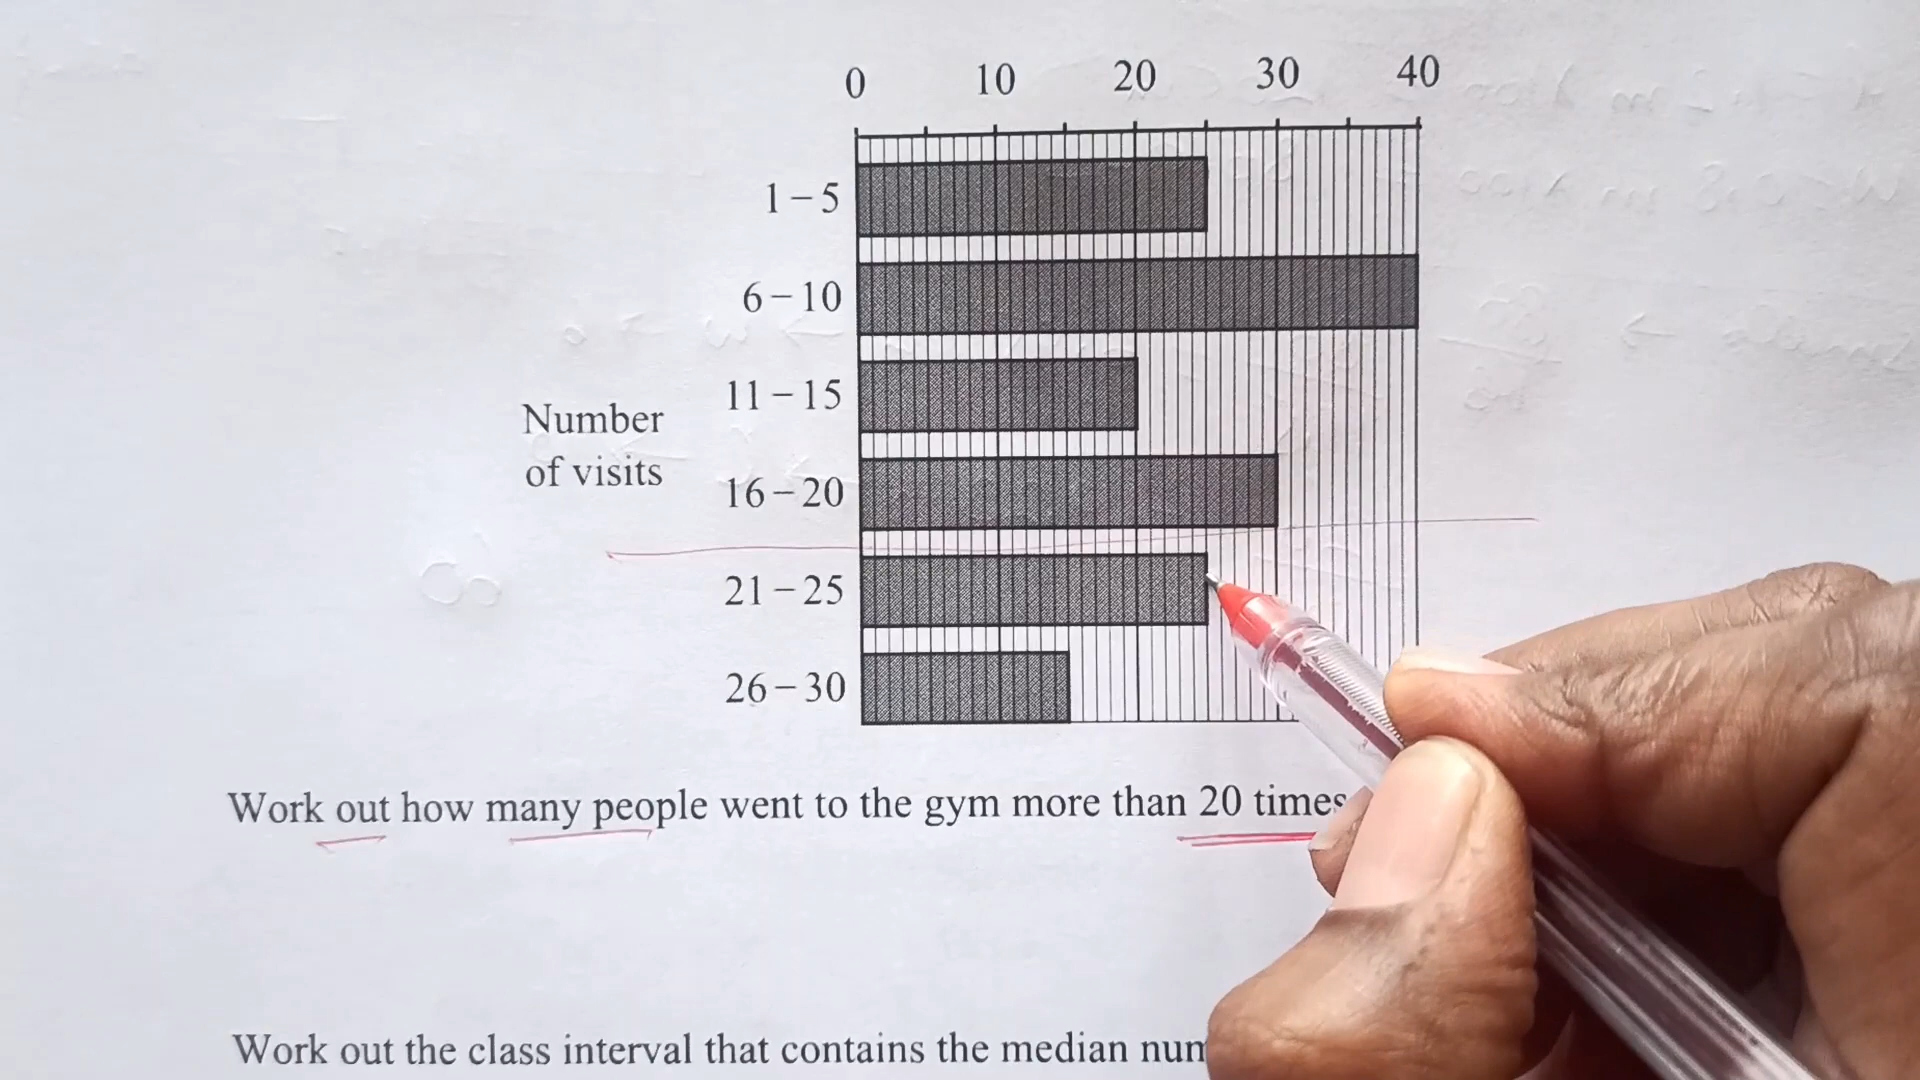 0 10 20 30 40
1 – 5
6 – 10
11 – 15
Number
of visits
16 – 20
21 – 25
26 – 30
Work out how many people went to the gym more than 20 times
Work out the class interval that contains the median